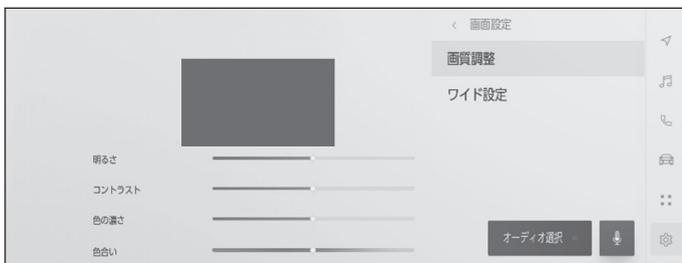 画面設定
画質調整
ワイド設定
明るさ
コントラスト
色の濃さ
色合い
オーディオ選択